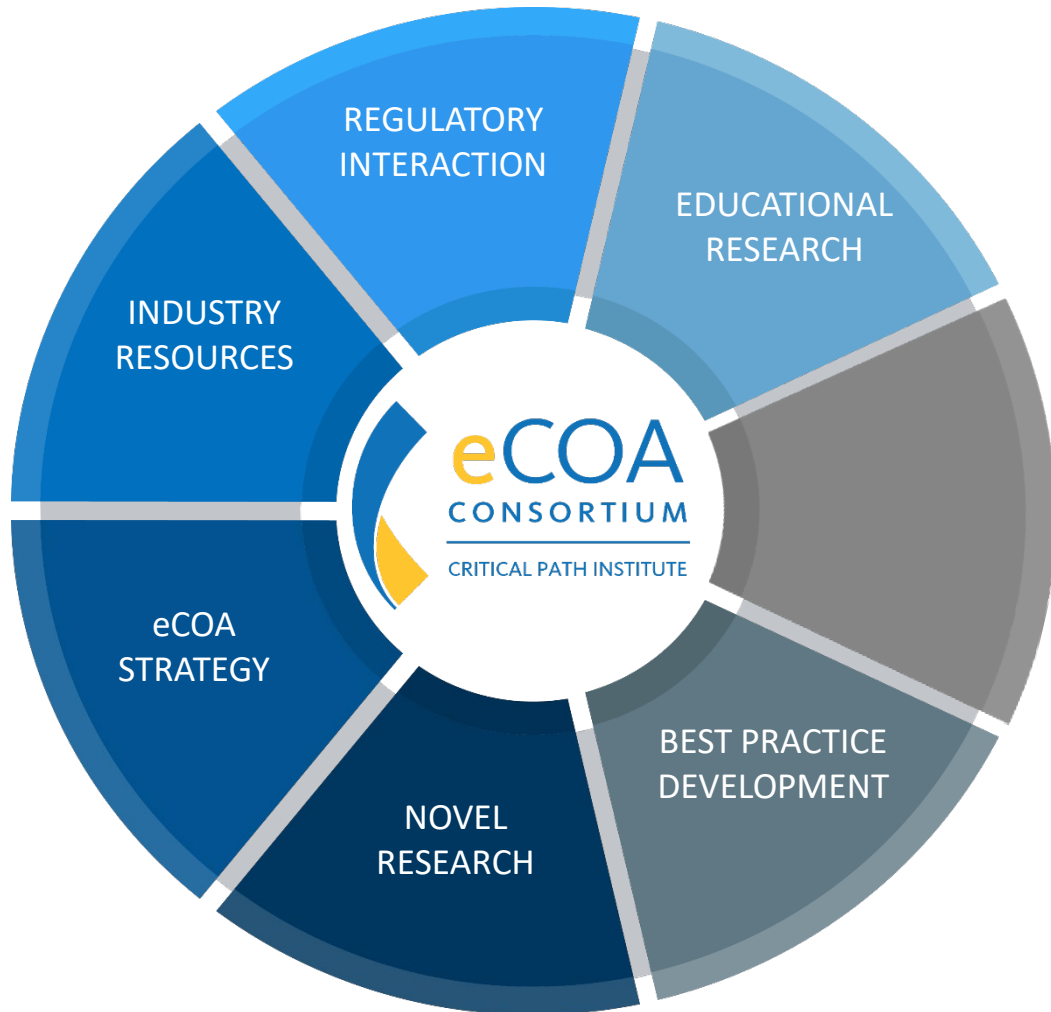 REGULATORY
INTERACTION
EDUCATIONAL
RESEARCH
INDUSTRY
RESOURCES
eCOA
CONSORTIUM
CRITICAL PATH INSTITUTE
eCOA
STRATEGY
BEST PRACTICE
DEVELOPMENT
NOVEL
RESEARCH